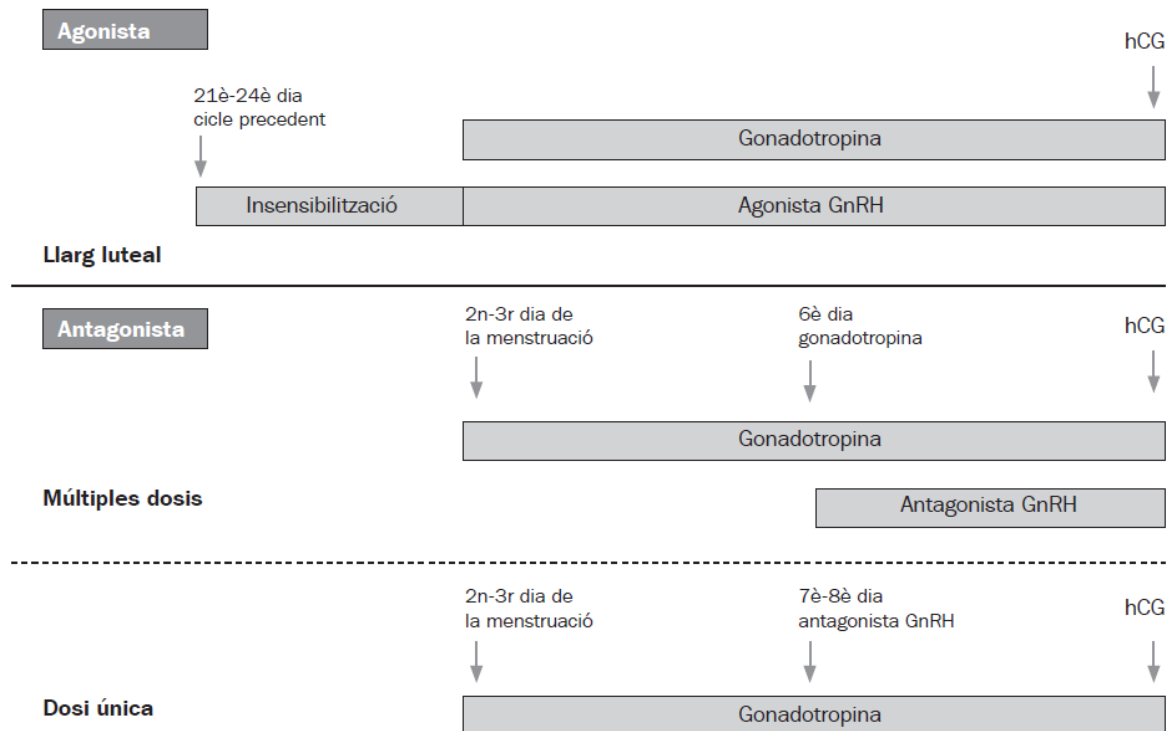 Agonista
hCG
21è-24è dia
cicle precedent
Gonadotropina
Insensibilització
Agonista GnRH
Llarg luteal
Antagonista
2n-3r dia de
la menstruació
6è dia
gonadotropina
hCG
Gonadotropina
Múltiples dosis
Antagonista GnRH
2n-3r dia de
la menstruació
7è-8è dia
antagonista GnRH
hCG
Dosi única
Gonadotropina